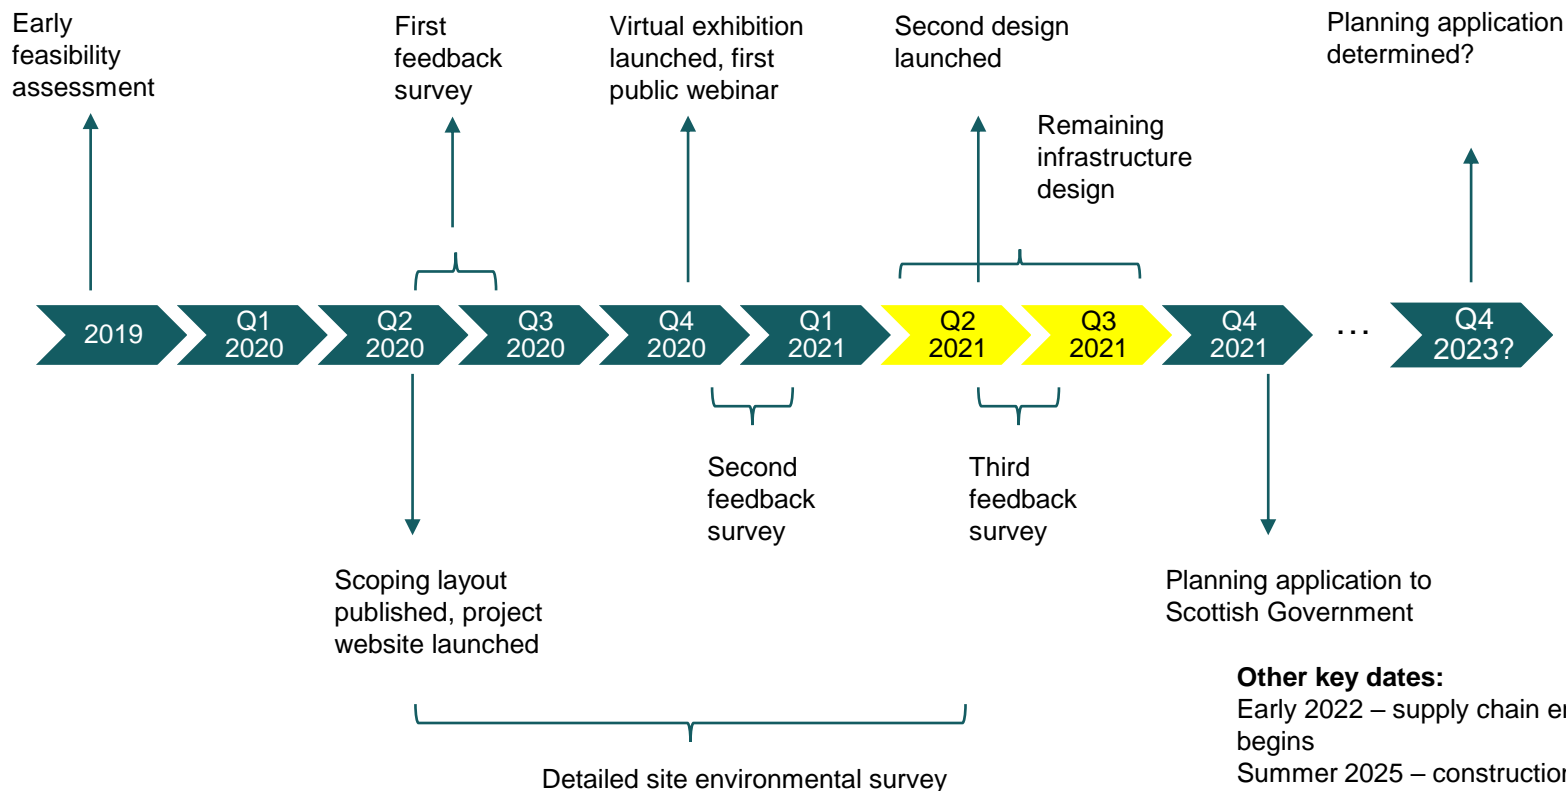 Early
feasibility
assessment
First
feedback
survey
Virtual exhibition
launched, first
public webinar
Second design
launched
Remaining
infrastructure
design
Planning application
determined?
2019
Q1
2020
Q2
2020
Q3
2020
Q4
2020
Q1
2021
Q2
2021
Q3
2021
Q4
2021
...
Q4
2023?
Second
feedback
survey
Third
feedback
survey
Scoping layout
published, project
website launched
Planning application to
Scottish Government
Detailed site environmental survey
Other key dates:
Early 2022 – supply chain
begins
Summer 2025 – construction